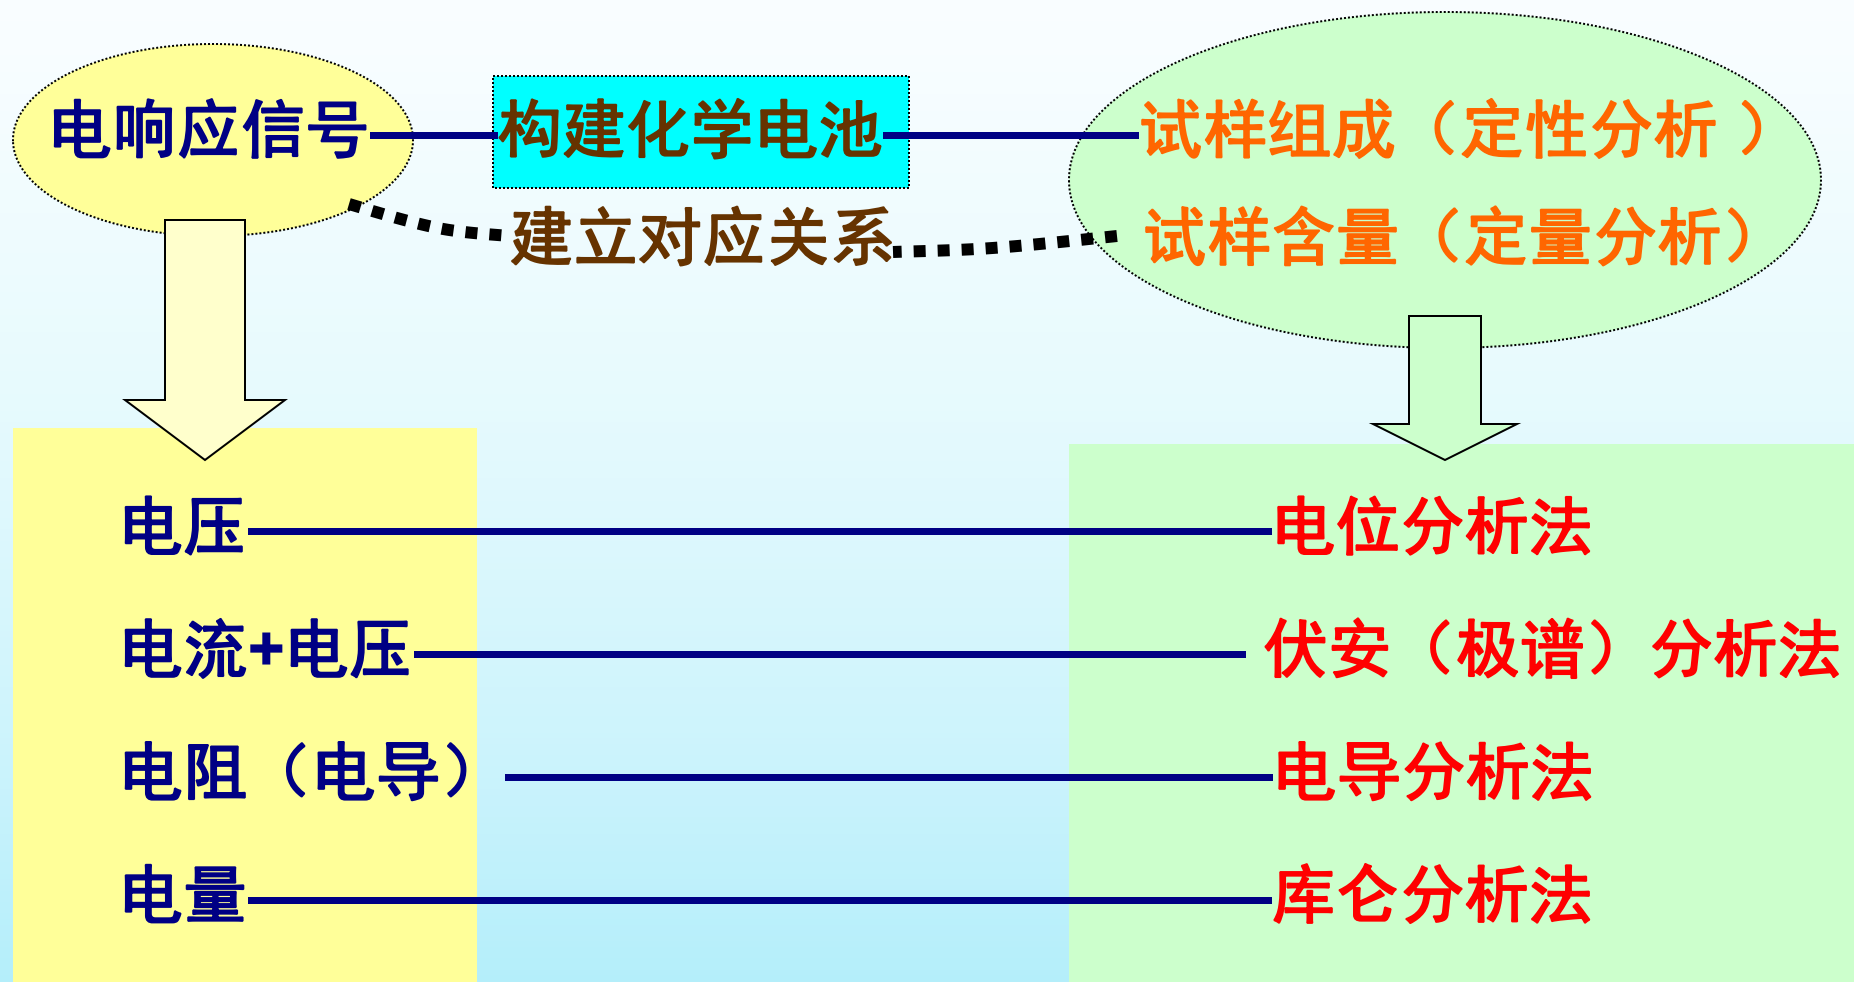 电响应信号 构建化学电池 试样组成（定性分析 ）
建立对应关系 试样含量（定量分析）
电压 电位分析法
电流+电压 伏安（极谱）分析法
电阻（电导） 电导分析法
电量 库仑分析法